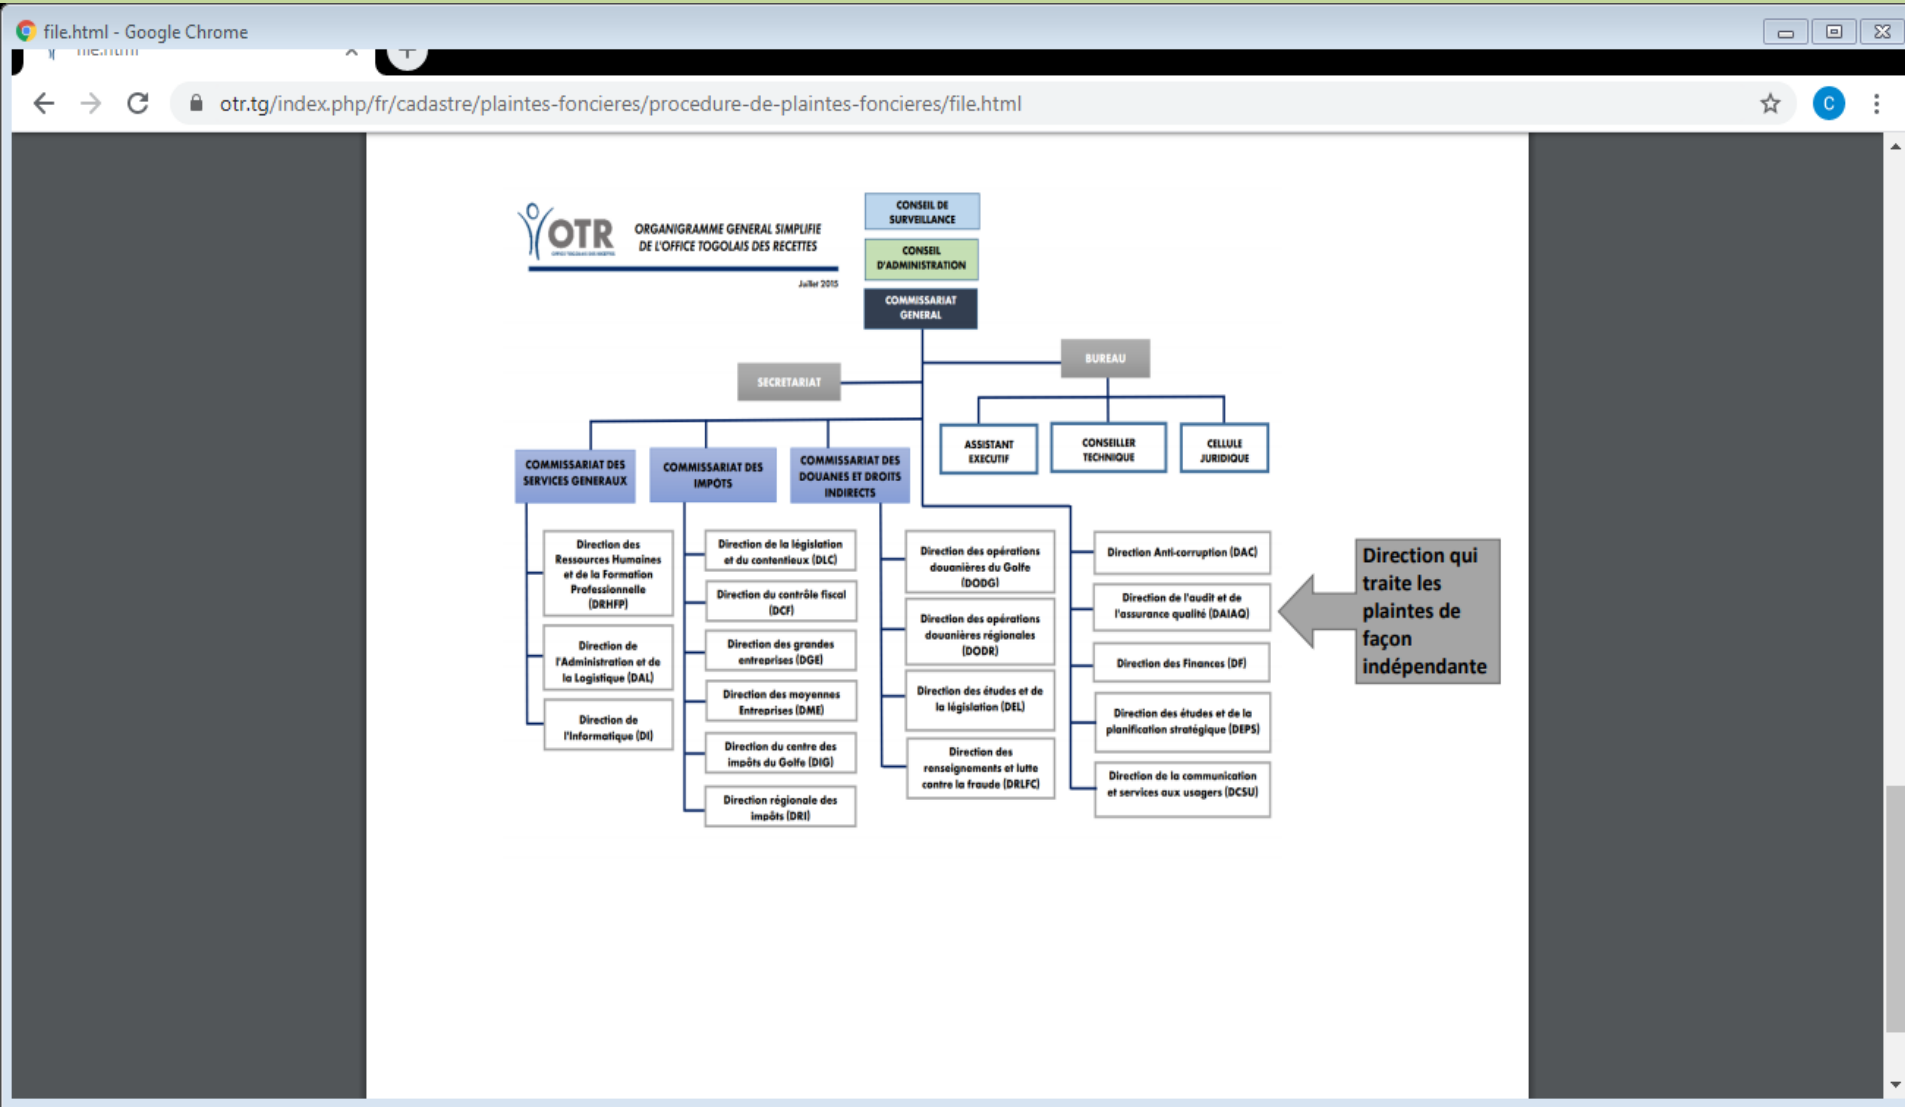 file.html - Google Chrome
file.html
otr.tg/index.php/fr/cadastre/plaintes-foncieres/procedure-de-plaintes-foncieres/file.html
C
OTR
OFFICE TOGOLAIS DES RECETTES
ORGANIGRAMME GENERAL SIMPLIFIE
DE L'OFFICE TOGOLAIS DES RECETTES
Juillet 2015
CONSEIL DE
SURVEILLANCE
CONSEIL
D'ADMINISTRATION
COMMISSARIAT
GENERAL
BUREAU
SECRETARIAT
ASSISTANT
EXECUTIF
CONSEILLER
TECHNIQUE
CELLULE
JURIDIQUE
COMMISSARIAT DES
SERVICES GENERAUX
COMMISSARIAT DES
IMPOTS
COMMISSARIAT DES
DOUANES ET DROITS
INDIRECTS
Direction des
Ressources Humaines
et de la Formation
Professionnelle
(DRHFP)
Direction de
l'Administration et de
la Logistique (DAL)
Direction de
l'Informatique (DI)
Direction de la législation
et du contentieux (DLC)
Direction du contrôle fiscal
(DCF)
Direction des grandes
entreprises (DGE)
Direction des moyennes
Entreprises (DME)
Direction du centre des
impôts du Golfe (DIG)
Direction régionale des
impôts (DRI)
Direction des opérations
douanières du Golfe
(DODG)
Direction des opérations
douanières régionales
(DODR)
Direction des études et de
la législation (DEL)
Direction des
renseignements et lutte
contre la fraude (DRLFC)
Direction Anti-corruption (DAC)
Direction de l'audit et de
l'assurance qualité (DAIAQ)
Direction des Finances (DF)
Direction des études et de la
planification stratégique (DEPS)
Direction de la communication
et services aux usagers (DCSU)
Direction qui
traite les
plaintes de
façon
indépendante